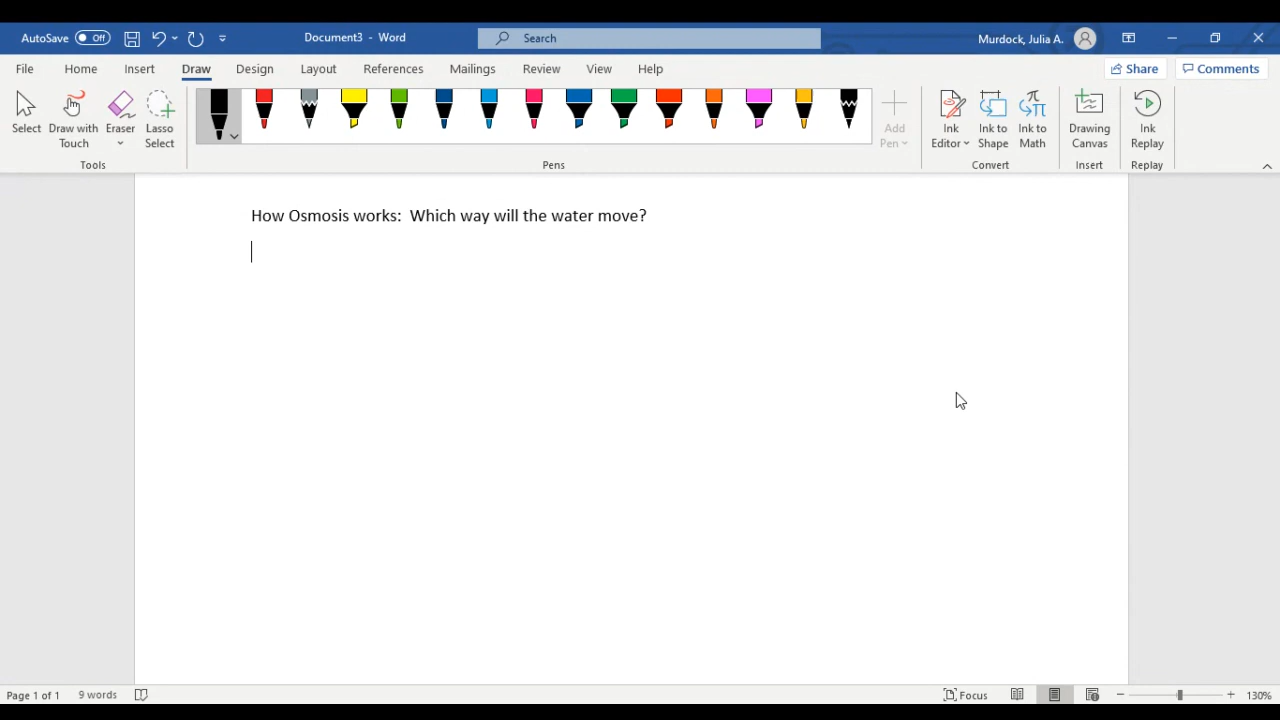 AutoSave Off Document3 - Word Search Murdock, Julia A.
File Home Insert Draw Design Layout References Mailings Review View Help Share Comments
Select Draw with Touch Eraser Lasso Select Add Pen Ink Editor Ink to Shape Ink to Math Drawing Canvas Ink Replay
Tools Pens Convert Insert Replay
How Osmosis works:  Which way will the water move?
Page 1 of 1 9 words Focus 130%